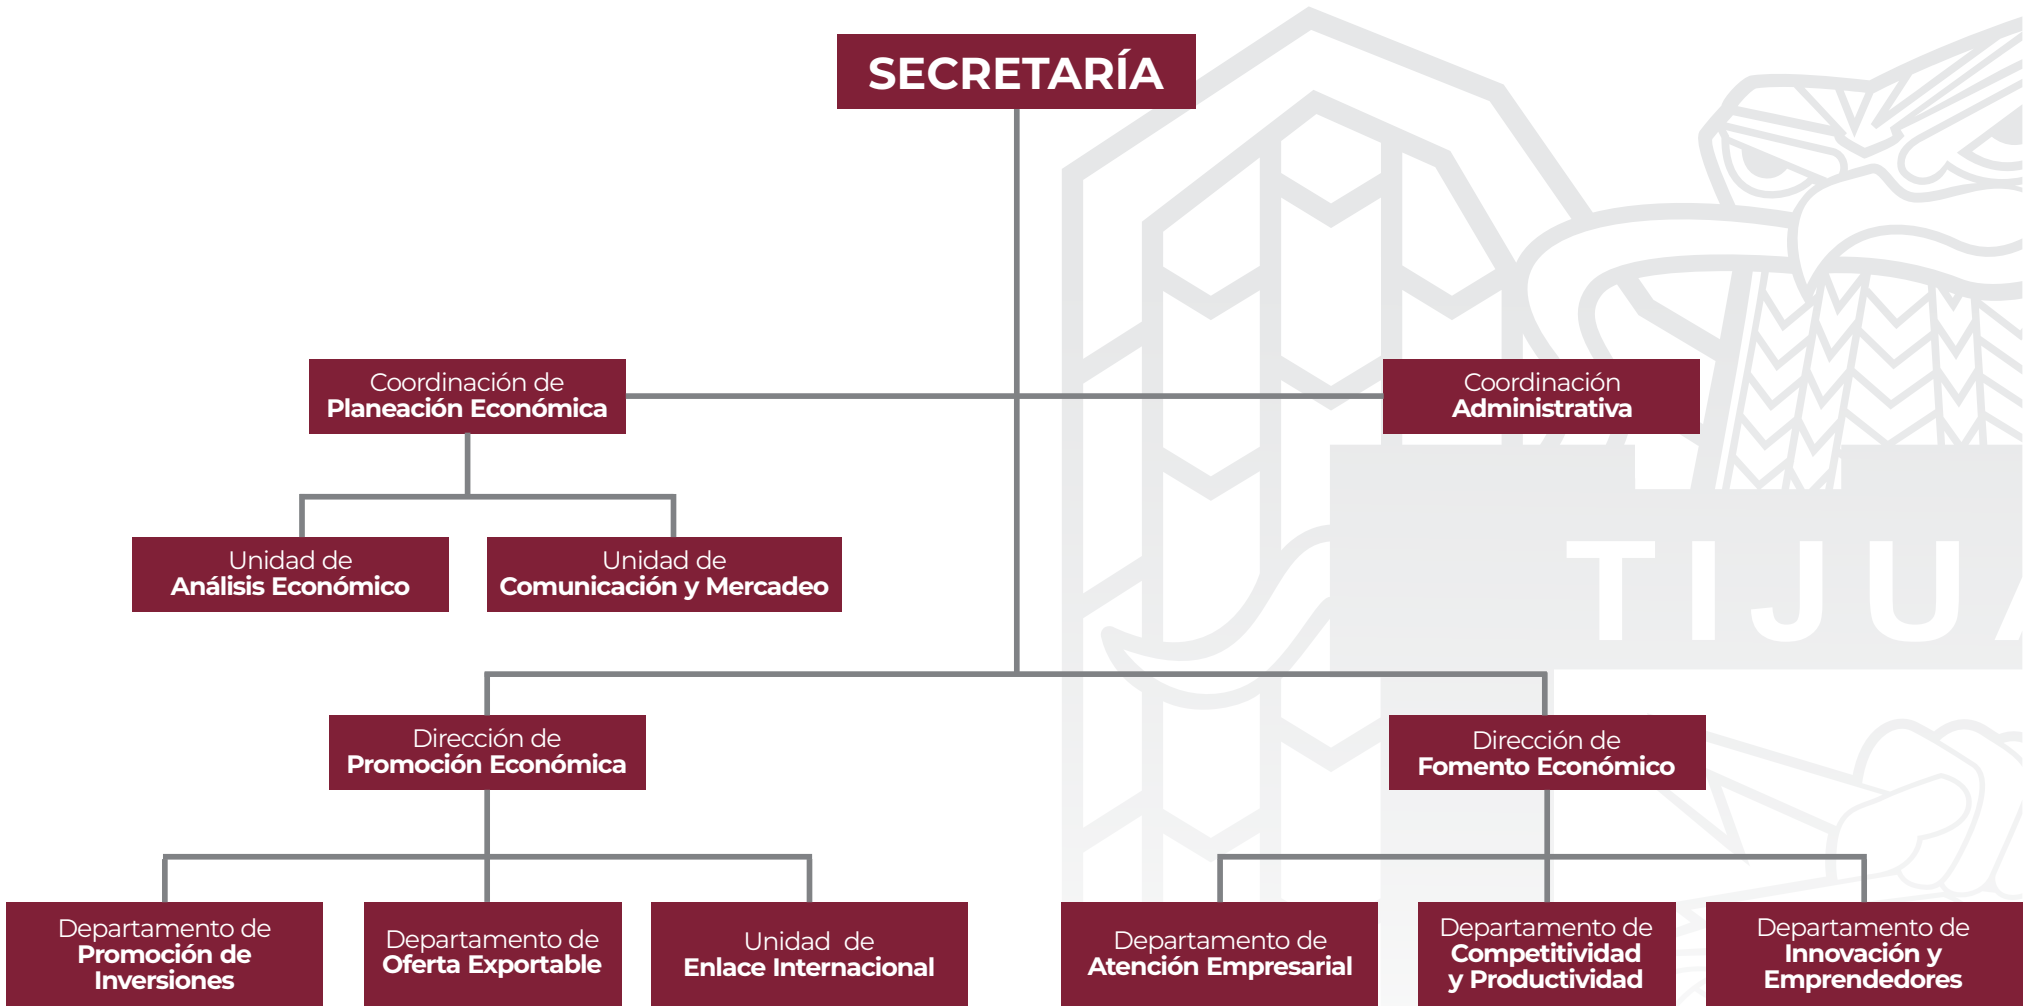 SECRETARÍA
Coordinación de
Planeación Económica
Coordinación
Administrativa
Unidad de
Análisis Económico
Unidad de
Comunicación y Mercadeo
TIJUA
Dirección de
Promoción Económica
Dirección de
Fomento Económico
Departamento de
Promoción de
Inversiones
Departamento de
Oferta Exportable
Unidad de
Enlace Internacional
Departamento de
Atención Empresarial
Departamento de
Competitividad
y Productividad
Departamento de
Innovación y
Emprendedores